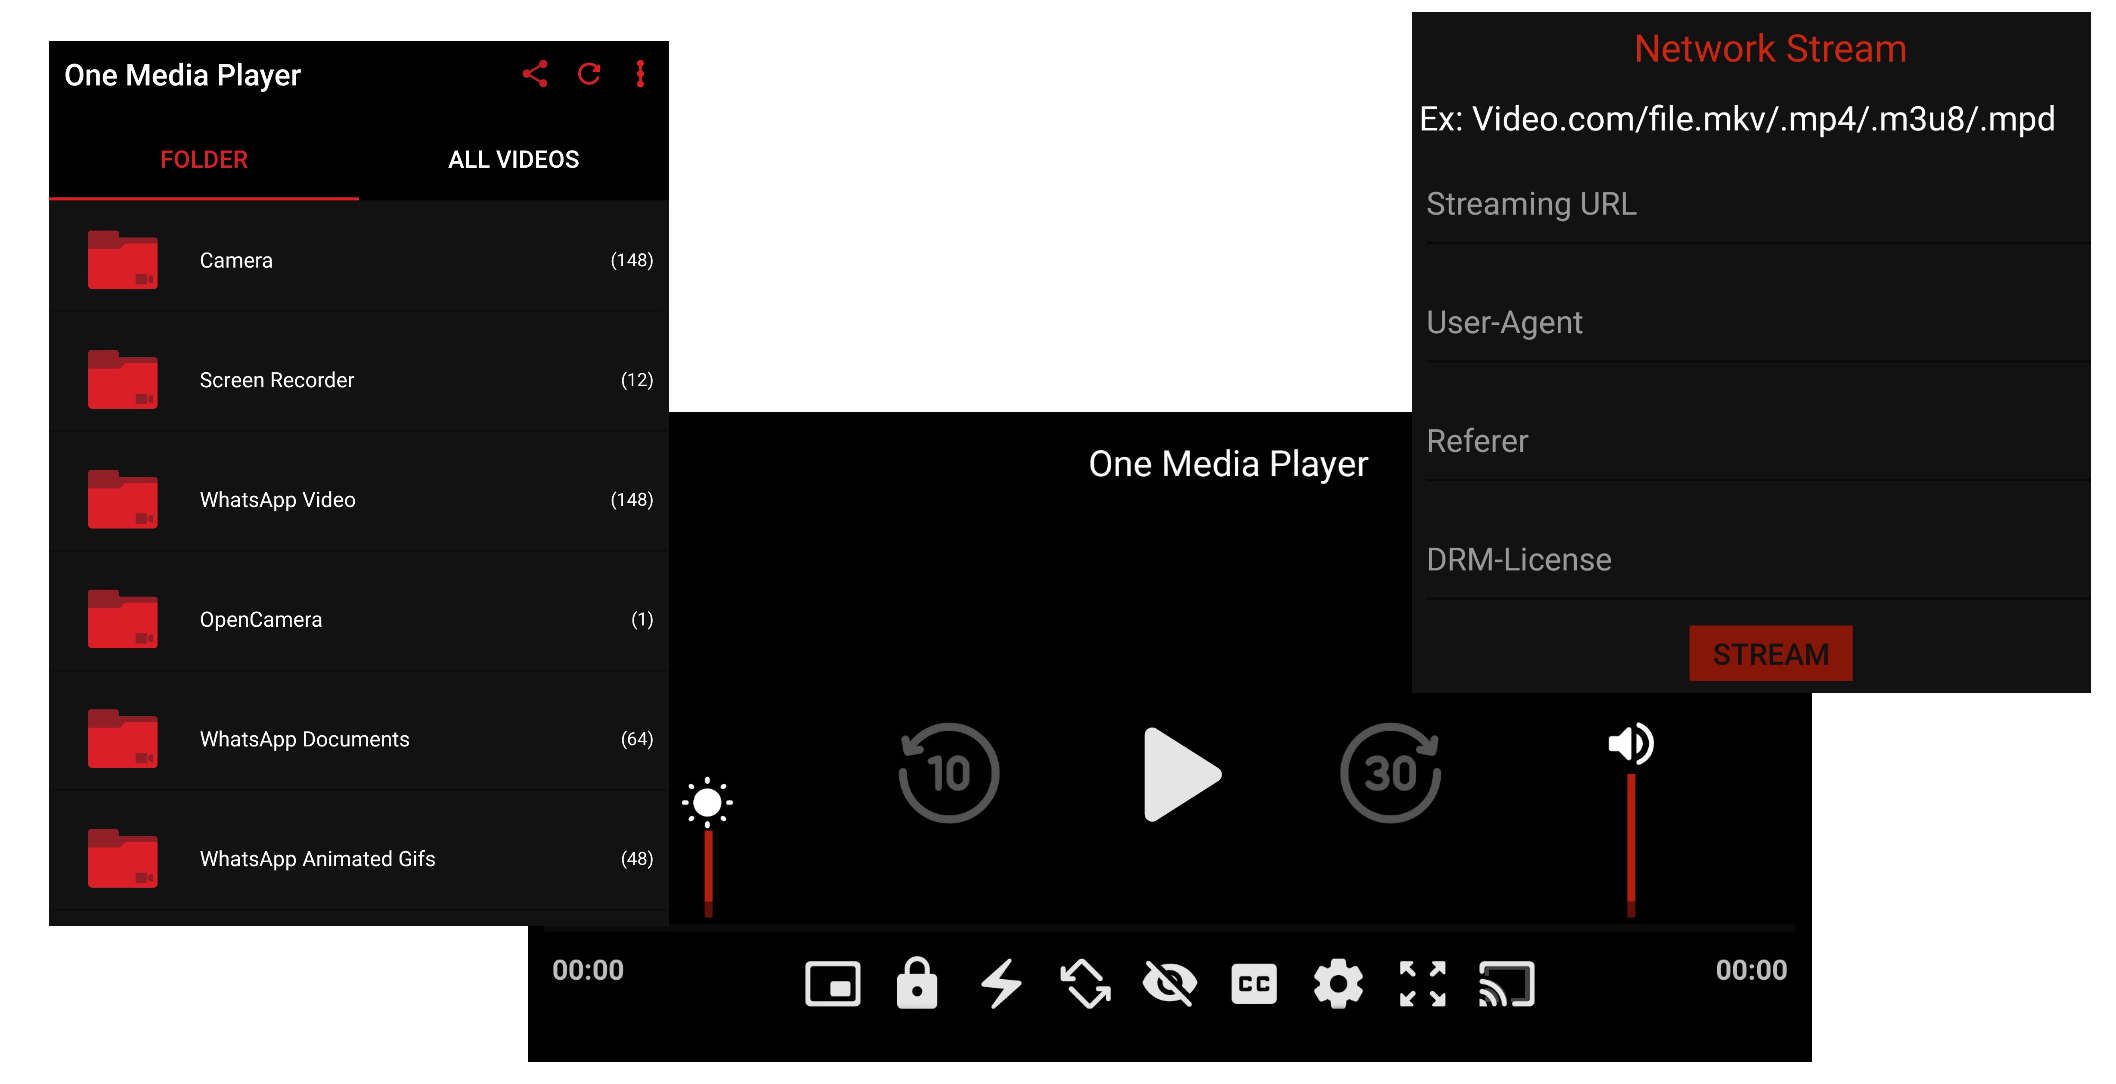 One Media Player
FOLDER
ALL VIDEOS
Camera (148)
Screen Recorder (12)
WhatsApp Video (148)
OpenCamera (1)
WhatsApp Documents (64)
WhatsApp Animated Gifs (48)
One Media Player
10
30
00:00
CC
00:00
Network Stream
Ex: Video.com/file.mkv/.mp4/.m3u8/.mpd
Streaming URL
User-Agent
Referer
DRM-License
STREAM